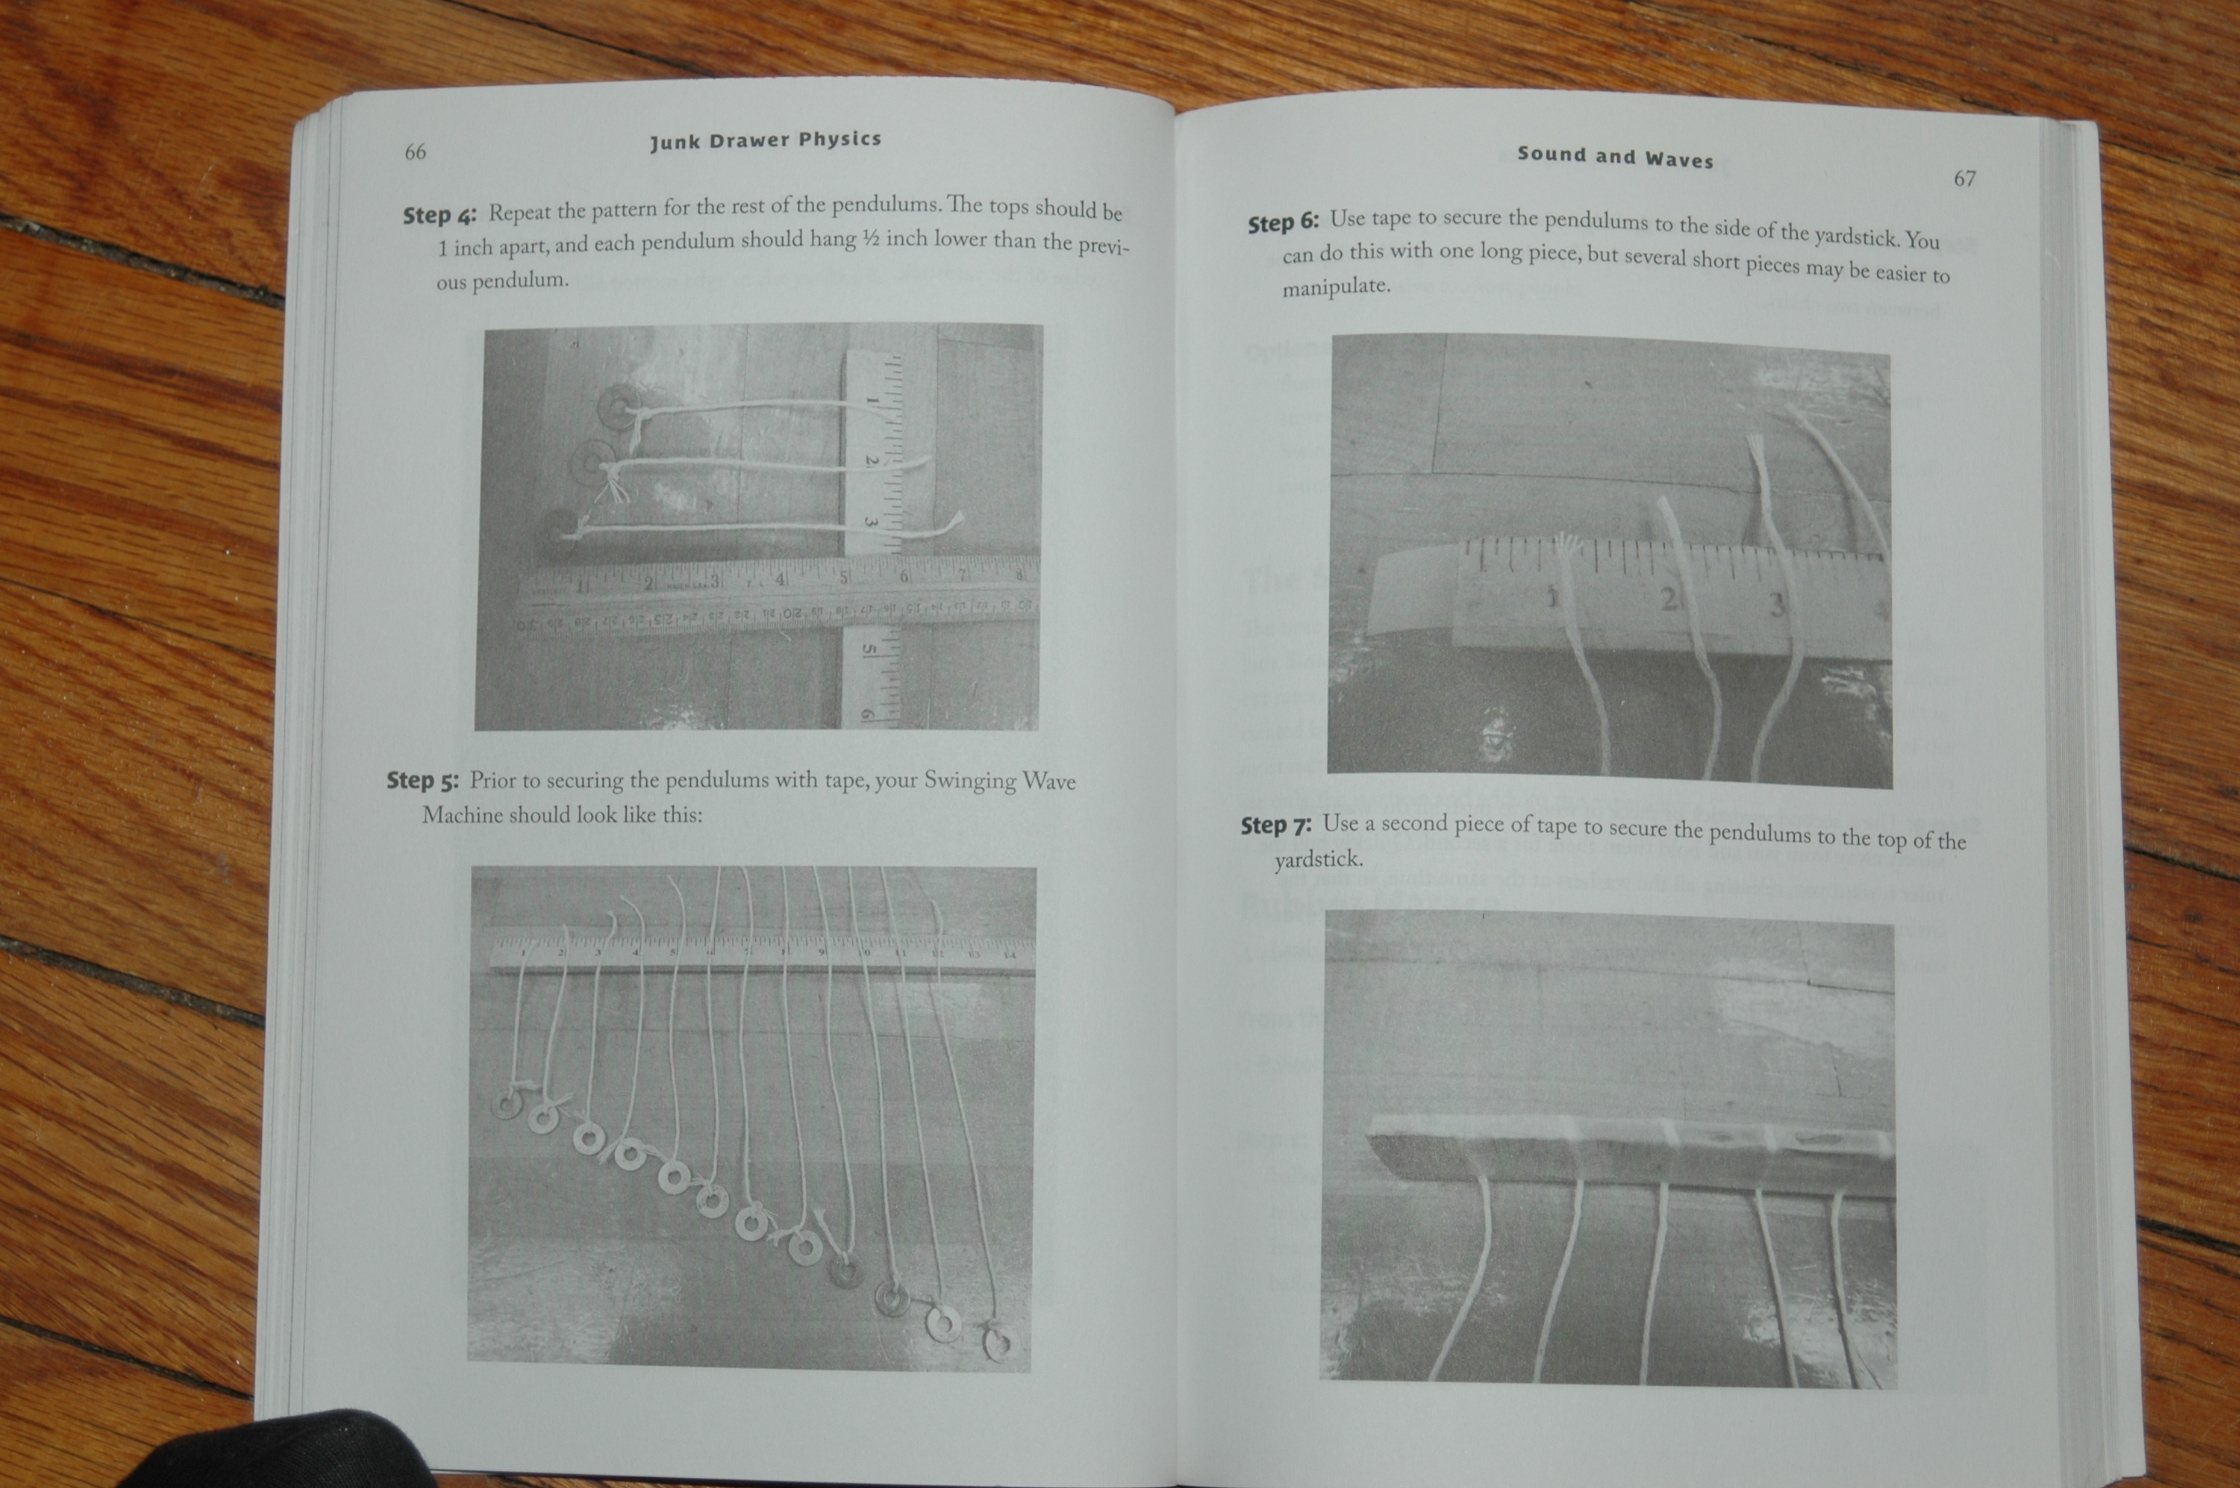 66
Junk Drawer Physics
Step 4: Repeat the pattern for the rest of the pendulums. The tops should be
1 inch apart, and each pendulum should hang ½ inch lower than the previ-
ous pendulum.
1
2
3
5
6
1
2
3
4
5
6
7
8
Step 5: Prior to securing the pendulums with tape, your Swinging Wave
Machine should look like this:
67
Sound and Waves
Step 6: Use tape to secure the pendulums to the side of the yardstick. You
can do this with one long piece, but several short pieces may be easier to
manipulate.
1
2
3
Step 7: Use a second piece of tape to secure the pendulums to the top of the
yardstick.